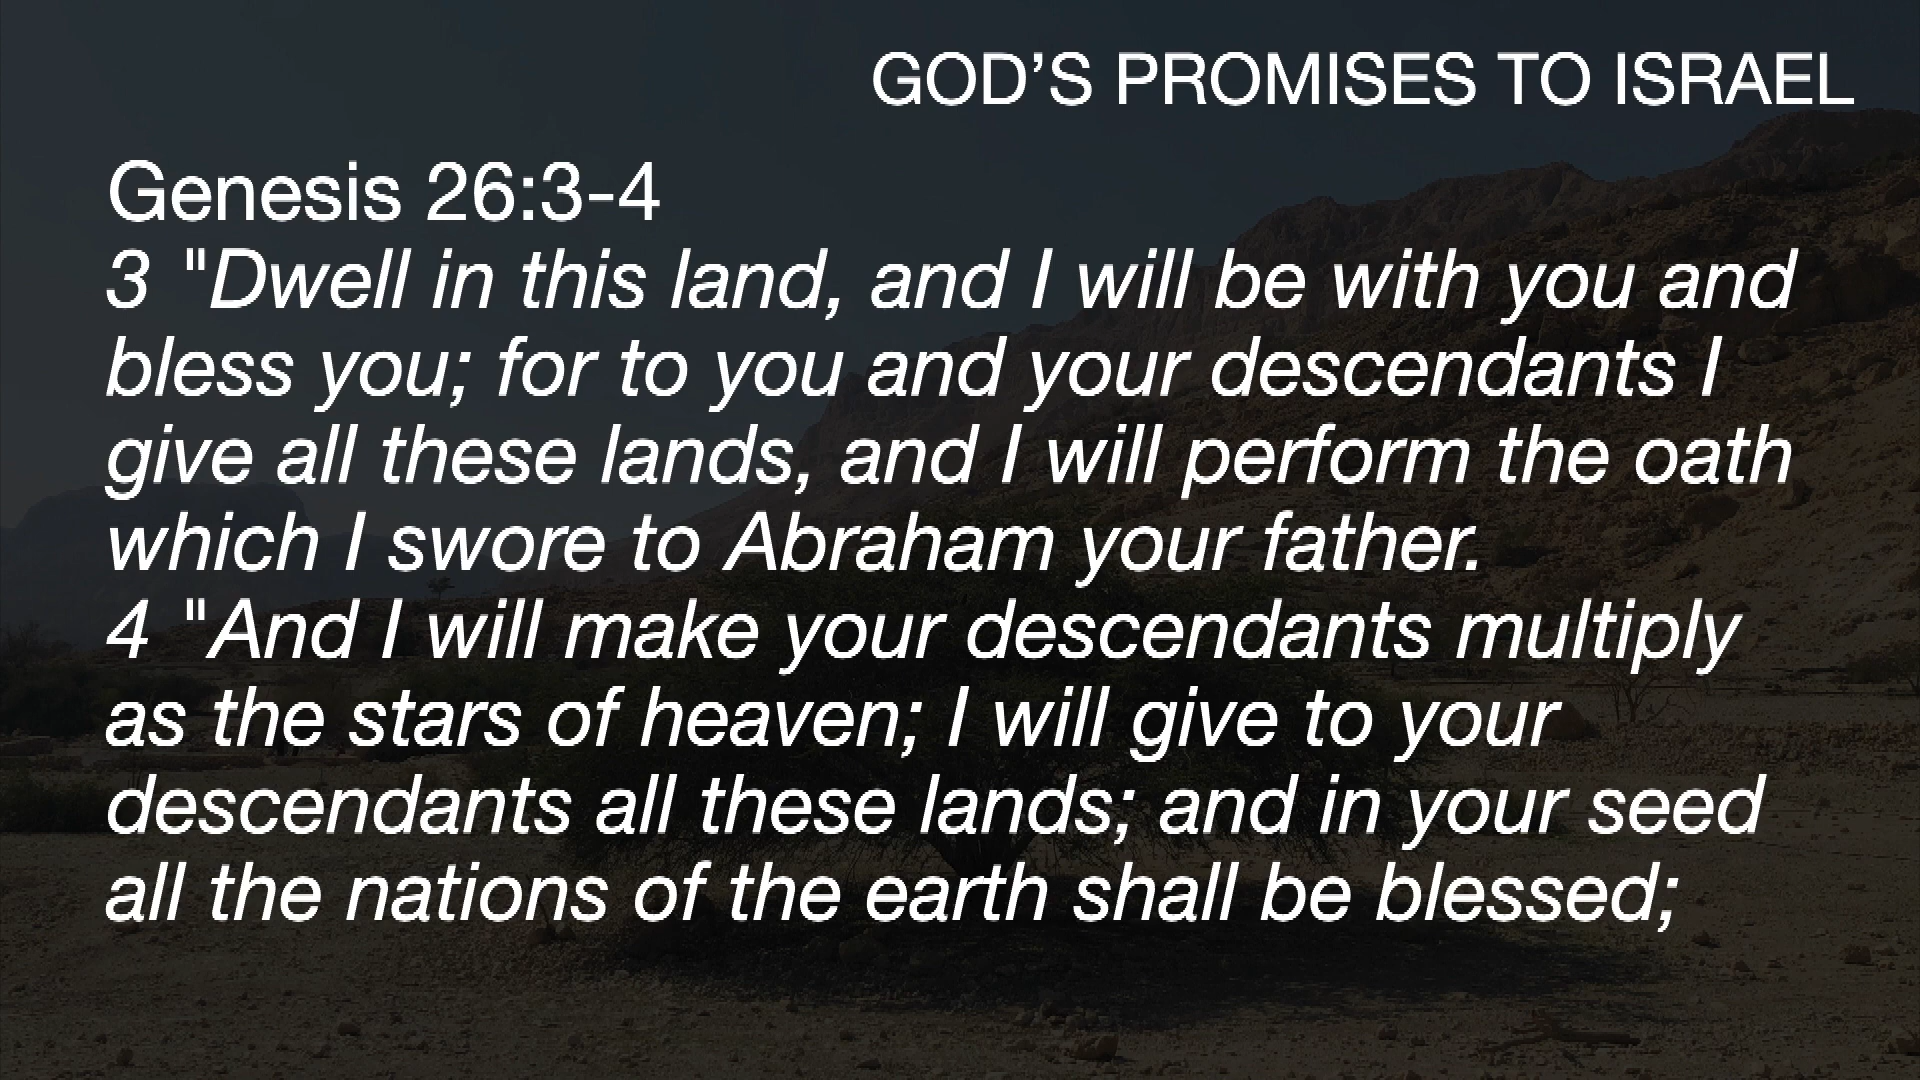 GOD’S PROMISES TO ISRAEL
Genesis 26:3-4
3 "Dwell in this land, and I will be with you and
bless you; for to you and your descendants I
give all these lands, and I will perform the oath
which I swore to Abraham your father.
4 "And I will make your descendants multiply
as the stars of heaven; I will give to your
descendants all these lands; and in your seed
all the nations of the earth shall be blessed;